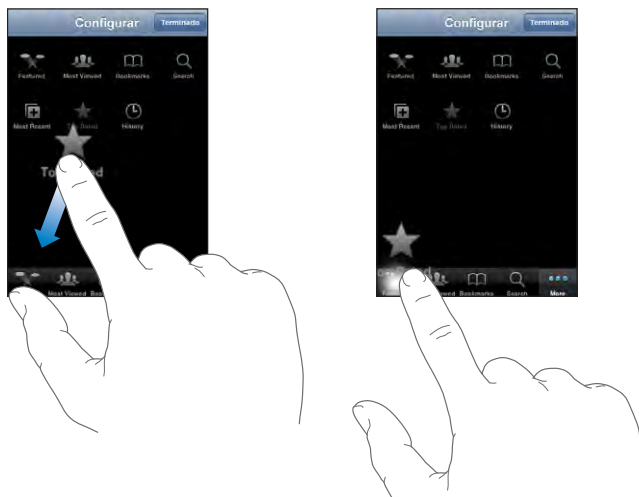 Configurar Terminado
Featured Most Viewed Bookmarks Search
Most Recent Top Rated History
Most Viewed
Configurar Terminado
Featured Most Viewed Bookmarks Search
Most Recent Top Rated History
Viewed Bookmarks Search More